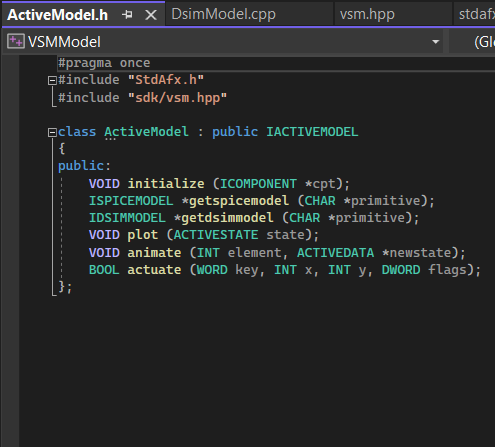 ActiveModel.h DsimModel.cpp vsm.hpp stdafx
VSMModel (Glo
#pragma once
#include "StdAfx.h"
#include "sdk/vsm.hpp"
class ActiveModel : public IACTIVEMODEL
{
public:
VOID initialize (ICOMPONENT *cpt);
ISPICEMODEL *getspicemodel (CHAR *primitive);
IDSIMMODEL *getdsimmodel (CHAR *primitive);
VOID plot (ACTIVESTATE state);
VOID animate (INT element, ACTIVEDATA *newstate);
BOOL actuate (WORD key, INT x, INT y, DWORD flags);
};